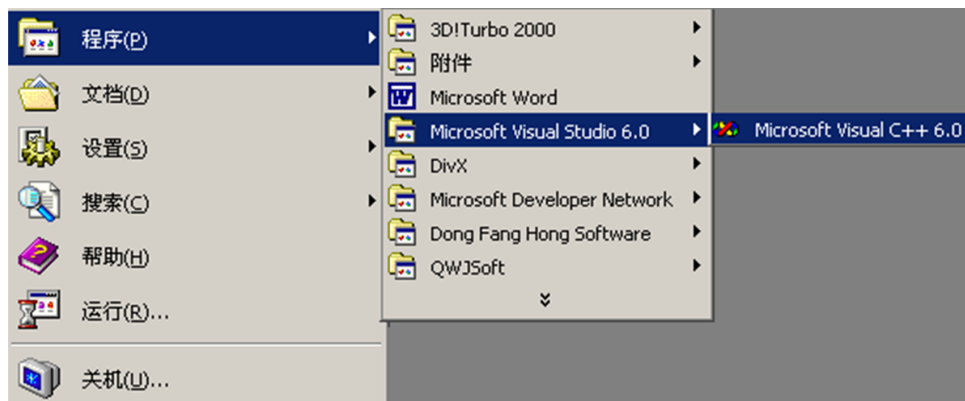 程序(P)
文档(D)
设置(S)
搜索(C)
帮助(H)
运行(R)...
关机(U)...
3D!Turbo 2000
附件
Microsoft Word
Microsoft Visual Studio 6.0
DivX
Microsoft Developer Network
Dong Fang Hong Software
QWJSoft
Microsoft Visual C++ 6.0